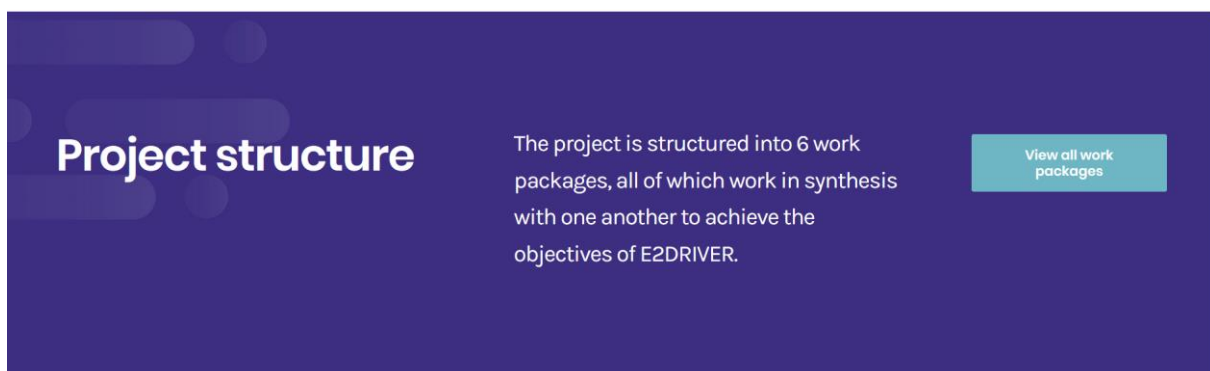 Project structure
The project is structured into 6 work
packages, all of which work in synthesis
with one another to achieve the
objectives of E2DRIVER.
View all work
packages